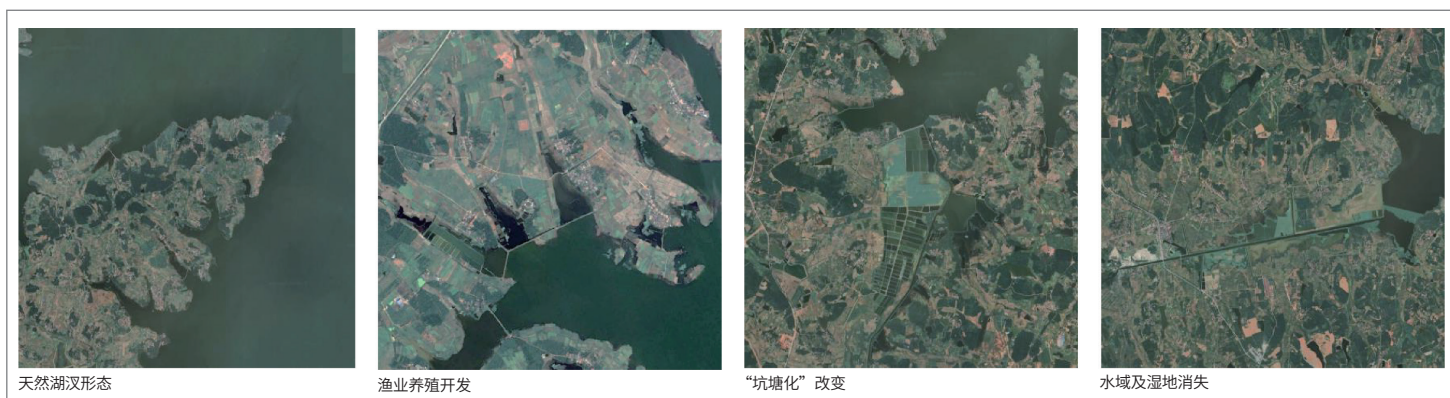 天然湖汊形态
渔业养殖开发
“坑塘化”改变
水域及湿地消失